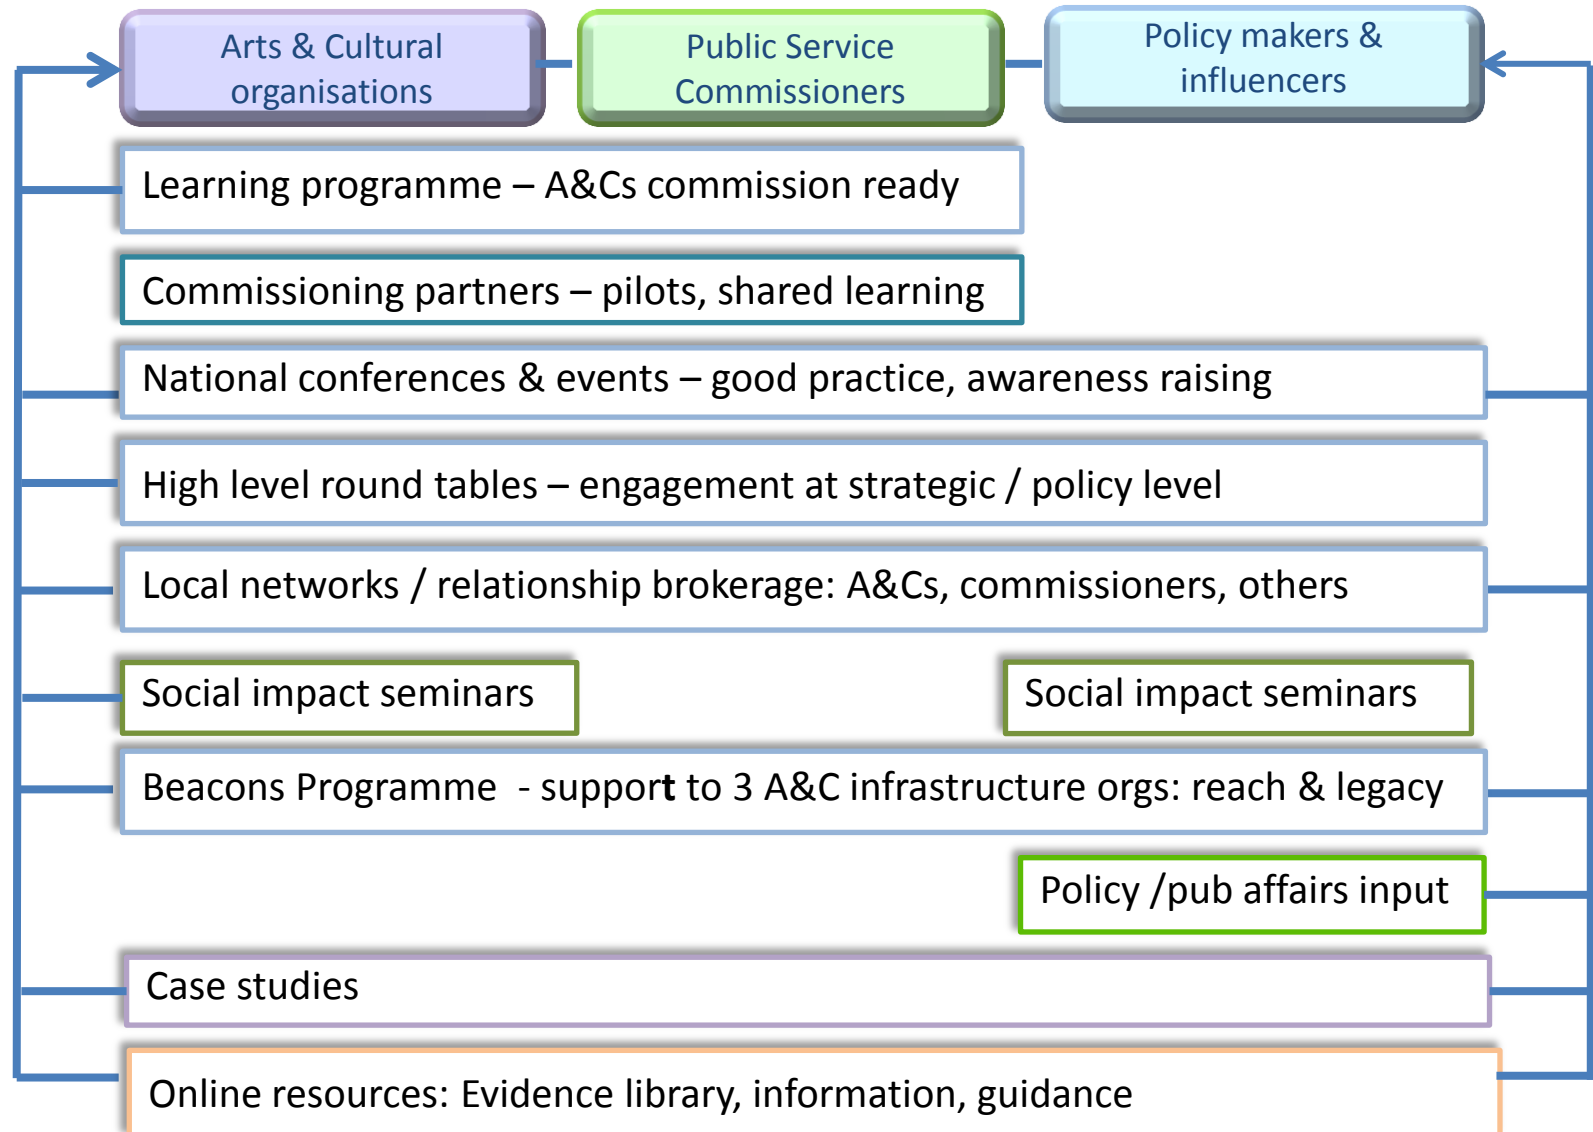 Arts & Cultural
organisations
Public Service
Commissioners
Policy makers &
influencers
Learning programme – A&Cs commission ready
Commissioning partners – pilots, shared learning
National conferences & events – good practice, awareness raising
High level round tables – engagement at strategic / policy level
Local networks / relationship brokerage: A&Cs, commissioners, others
Social impact seminars
Social impact seminars
Beacons Programme  - support to 3 A&C infrastructure orgs: reach & legacy
Policy /pub affairs input
Case studies
Online resources: Evidence library, information, guidance